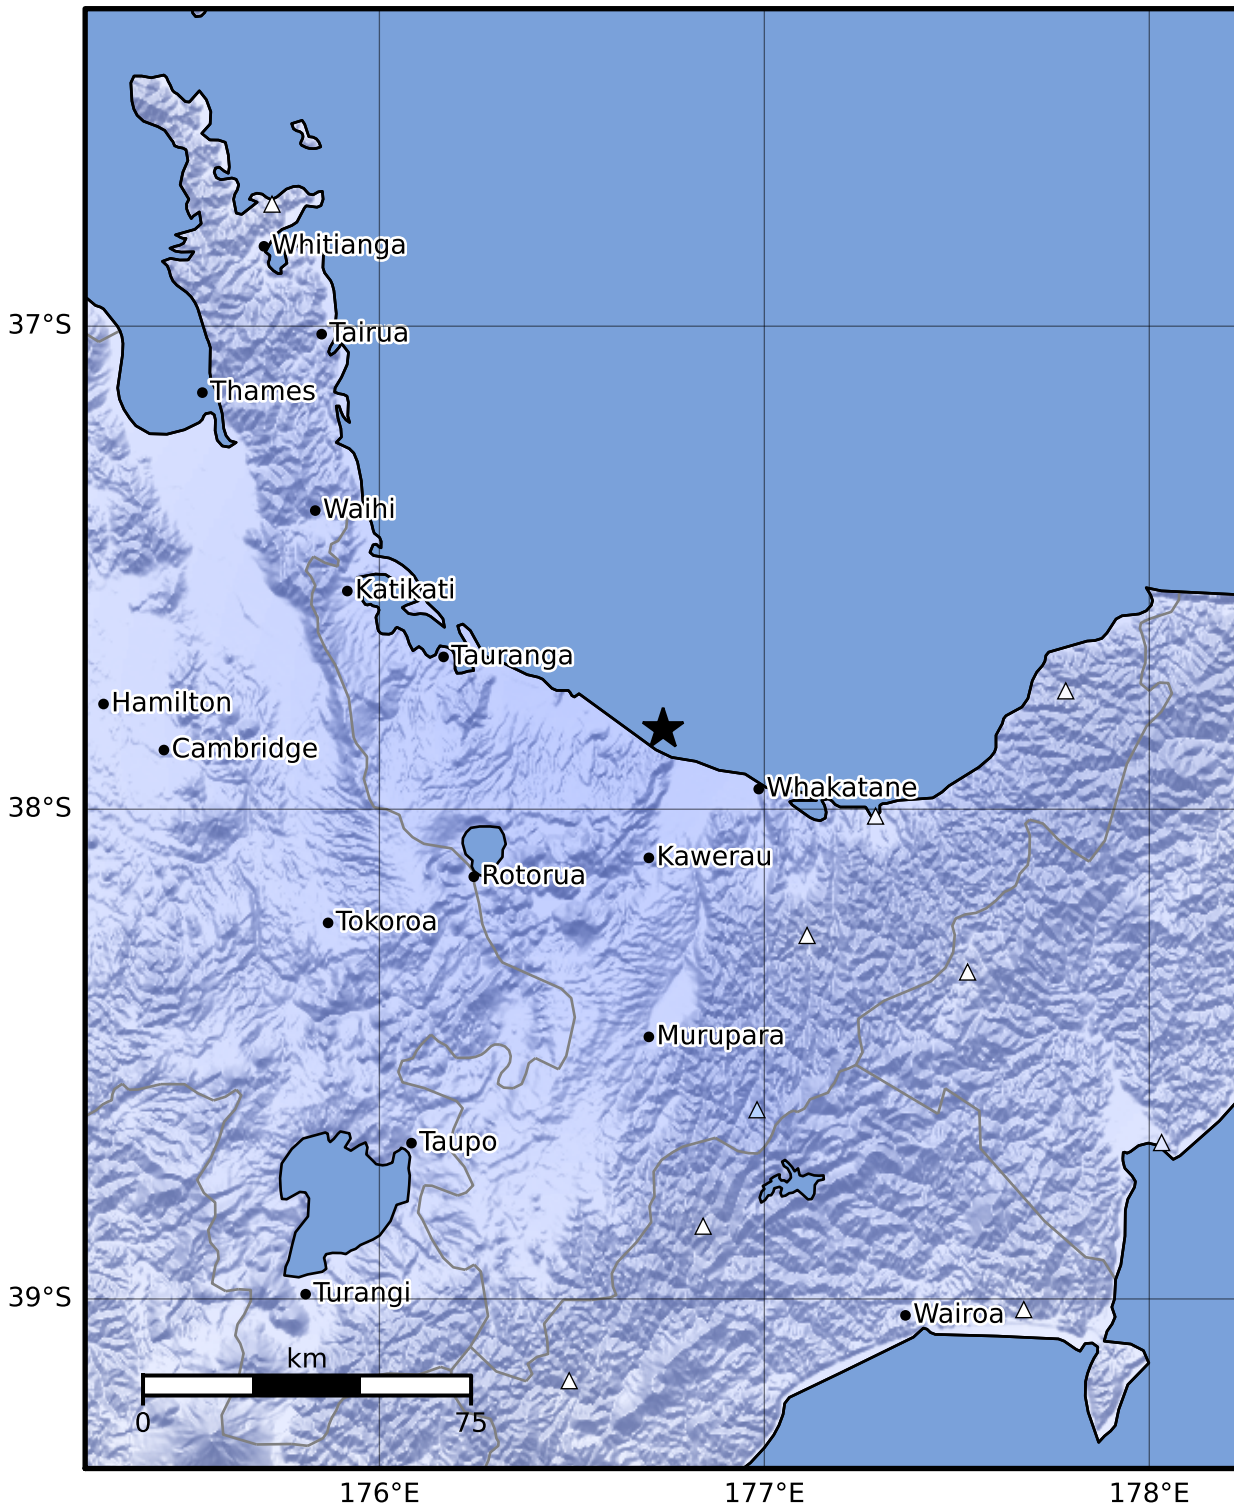 Whitianga
37°S
Tairua
Thames
Waihi
Katikati
Tauranga
Hamilton
Cambridge
Whakatane
38°S
Kawerau
Rotorua
Tokoroa
Murupara
Taupo
Turangi
39°S
Wairoa
km
0
75
176°E
177°E
178°E